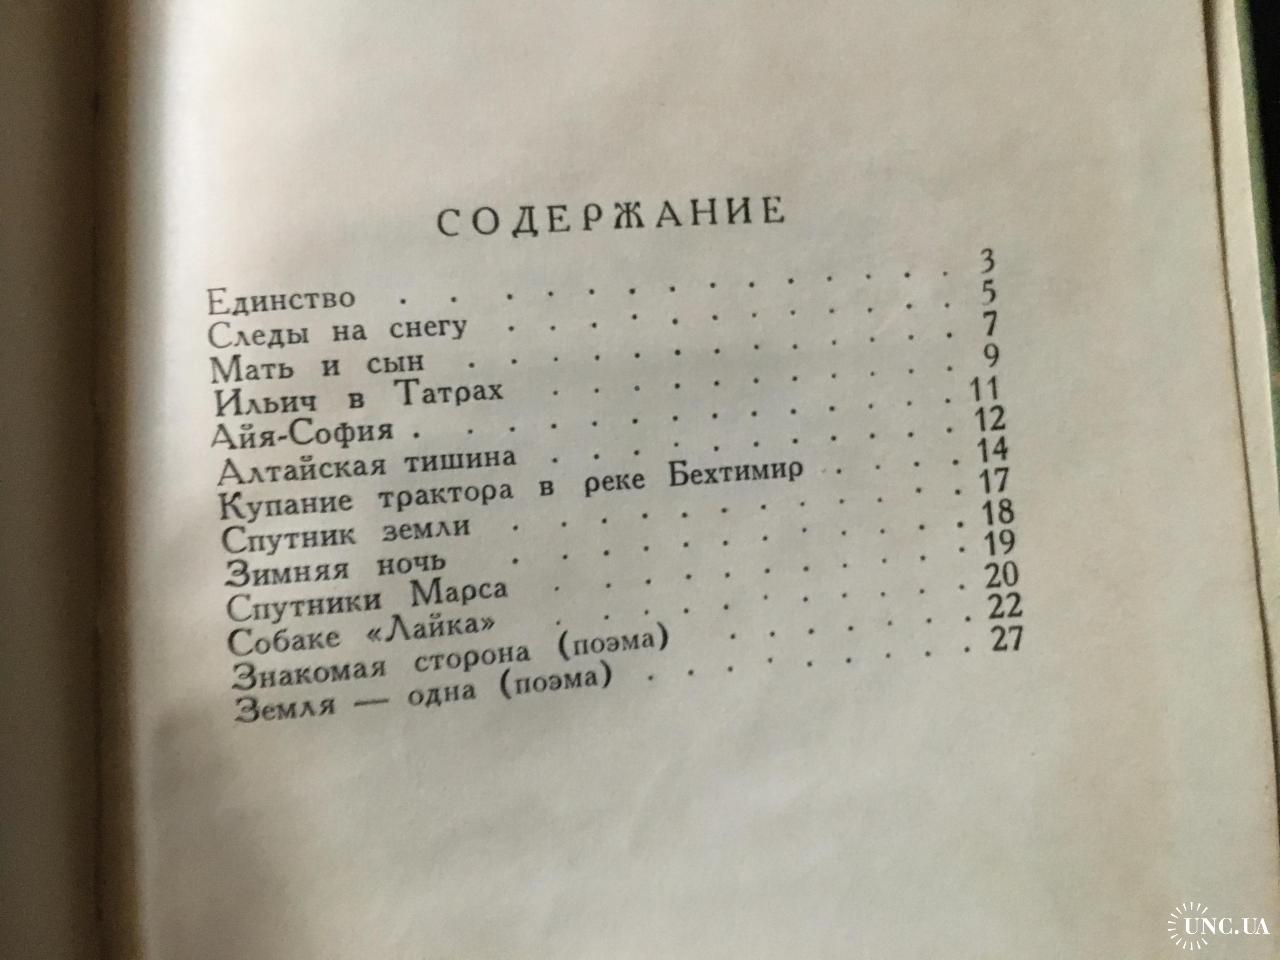 СОДЕРЖАНИЕ
Единство . . . . . . . . . . . . . 3
Следы на снегу . . . . . . . . . . . 5
Мать и сын . . . . . . . . . . . . 7
Ильич в Татрах . . . . . . . . . . 9
Айя-София . . . . . . . . . . . . . 11
Алтайская тишина . . . . . . . . . . 12
Купание трактора в реке Бехтимир . . . . 14
Спутник земли . . . . . . . . . . . 17
Зимняя ночь . . . . . . . . . . . 18
Спутники Марса . . . . . . . . . . 19
Собаке «Лайка» . . . . . . . . . . 20
Знакомая сторона (поэма) . . . . . . . 22
Земля — одна (поэма) . . . . . . . . . 27
UNC.UA